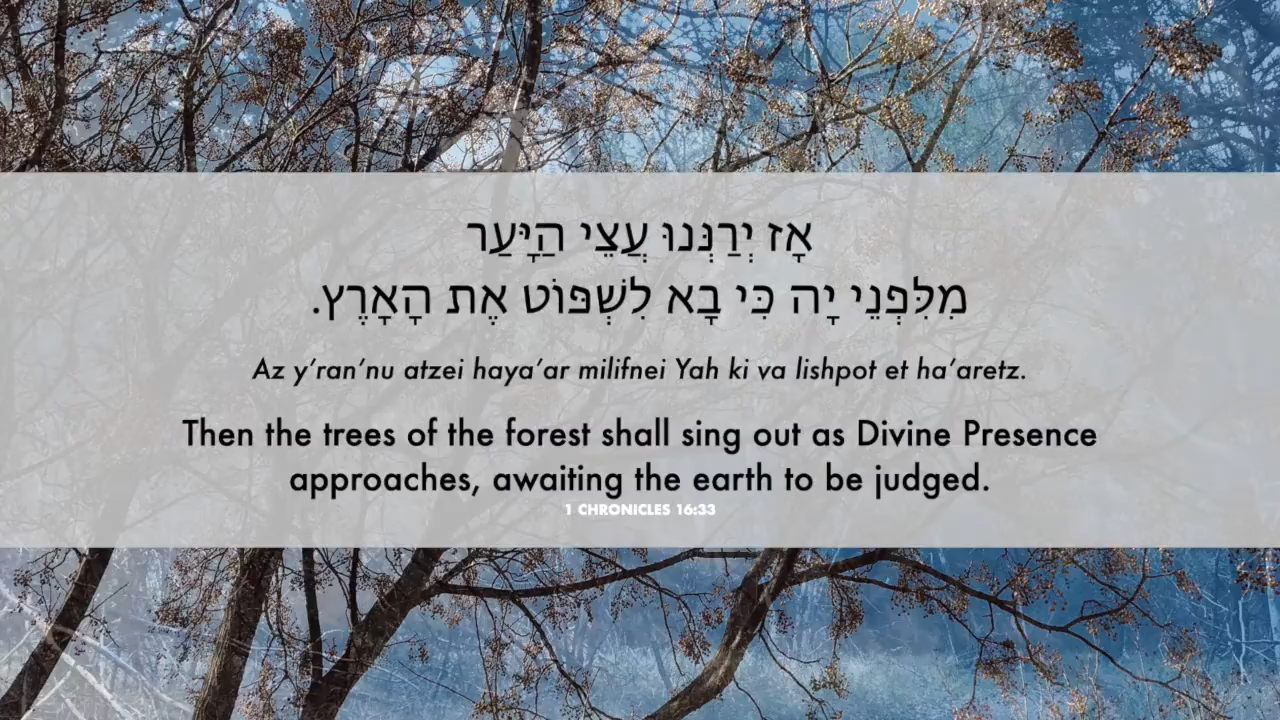 אָז יְרַנְּנוּ עֲצֵי הַיָּעַר
מִלִּפְנֵי יָה כִּי בָא לִשְׁפּוֹט אֶת הָאָרֶץ.
Az y’ran’nu atzei haya’ar milifnei Yah ki va lishpot et ha’aretz.
Then the trees of the forest shall sing out as Divine Presence
approaches, awaiting the earth to be judged.
1 CHRONICLES 16:33